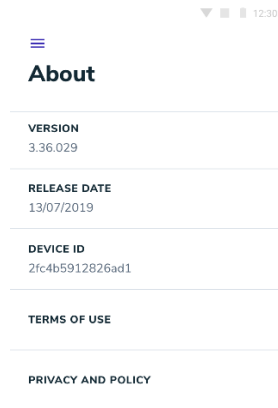 12:30
About
VERSION
3.36.029
RELEASE DATE
13/07/2019
DEVICE ID
2fc4b5912826ad1
TERMS OF USE
PRIVACY AND POLICY